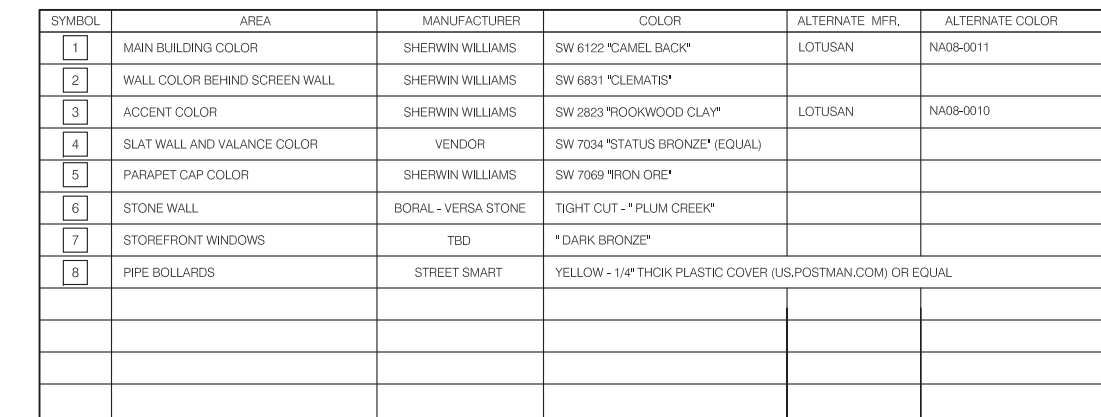 SYMBOL AREA MANUFACTURER COLOR ALTERNATE MFR. ALTERNATE COLOR
1 MAIN BUILDING COLOR SHERWIN WILLIAMS SW 6122 "CAMEL BACK" LOTUSAN NA08-0011
2 WALL COLOR BEHIND SCREEN WALL SHERWIN WILLIAMS SW 6831 "CLEMATIS"
3 ACCENT COLOR SHERWIN WILLIAMS SW 2823 "ROOKWOOD CLAY" LOTUSAN NA08-0010
4 SLAT WALL AND VALANCE COLOR VENDOR SW 7034 "STATUS BRONZE" (EQUAL)
5 PARAPET CAP COLOR SHERWIN WILLIAMS SW 7069 "IRON ORE"
6 STONE WALL BORAL - VERSA STONE TIGHT CUT - " PLUM CREEK"
7 STOREFRONT WINDOWS TBD " DARK BRONZE"
8 PIPE BOLLARDS STREET SMART YELLOW - 1/4" THCIK PLASTIC COVER (US.POSTMAN.COM) OR EQUAL